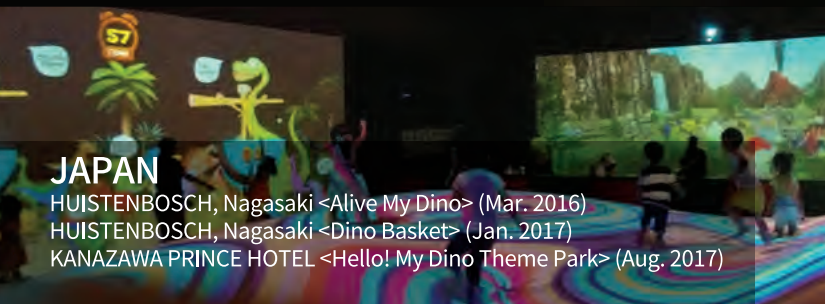 57
JAPAN
HUISTENBOSCH, Nagasaki <Alive My Dino> (Mar. 2016)
HUISTENBOSCH, Nagasaki <Dino Basket> (Jan. 2017)
KANAZAWA PRINCE HOTEL <Hello! My Dino Theme Park> (Aug. 2017)